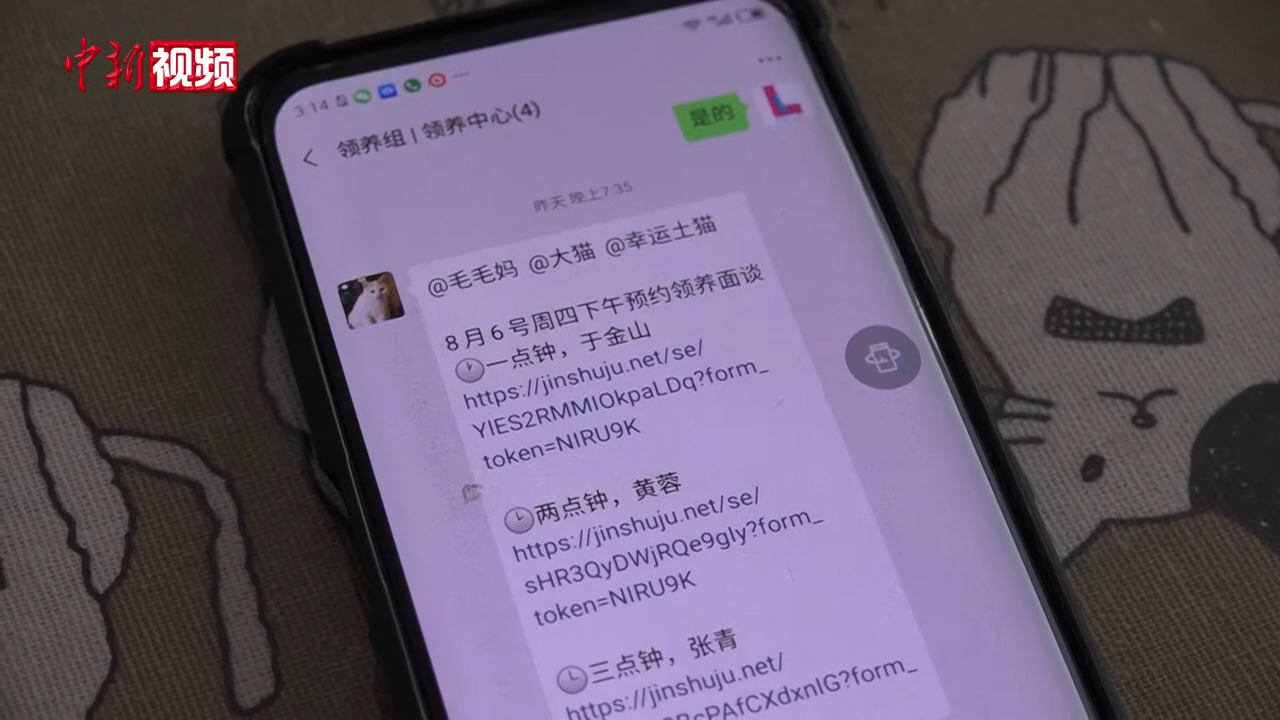 中新视频
3:14
领养组 | 领养中心(4)
是的
昨天 晚上7:35
@毛毛妈 @大猫 @幸运土猫
8月6号周四下午预约领养面谈
一点钟，于金山
https://jinshuju.net/se/
YlES2RMMIOkpaLDq?form_
token=NIRU9K
两点钟，黄蓉
https://jinshuju.net/se/
sHR3QyDWjRQe9gIy?form_
token=NIRU9K
三点钟，张青
https://jinshuju.net/
cPAfCXdxnIG?form_